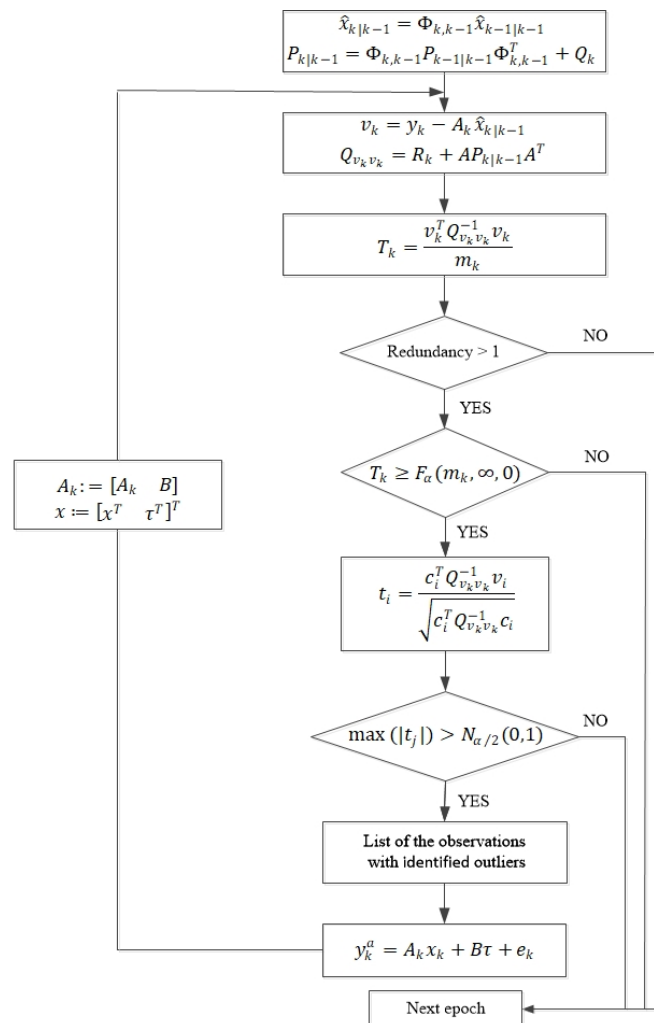 x̂_{k|k−1} = Φ_{k,k−1}x̂_{k−1|k−1}
P_{k|k−1} = Φ_{k,k−1}P_{k−1|k−1}Φ^T_{k,k−1} + Q_k
v_k = y_k − A_k x̂_{k|k−1}
Q_{v_k v_k} = R_k + AP_{k|k−1}A^T
T_k = \frac{v_k^T Q^{−1}_{v_k v_k} v_k}{m_k}
Redundancy > 1
NO
YES
T_k ≥ F_α(m_k, ∞, 0)
NO
YES
A_k := [A_k B]
x := [x^T τ^T]^T
t_i = \frac{c_i^T Q^{−1}_{v_k v_k} v_i}{\sqrt{c_i^T Q^{−1}_{v_k v_k} c_i}}
max (|t_j|) > N_{α/2}(0,1)
NO
YES
List of the observations
with identified outliers
y_k^a = A_k x_k + Bτ + e_k
Next epoch